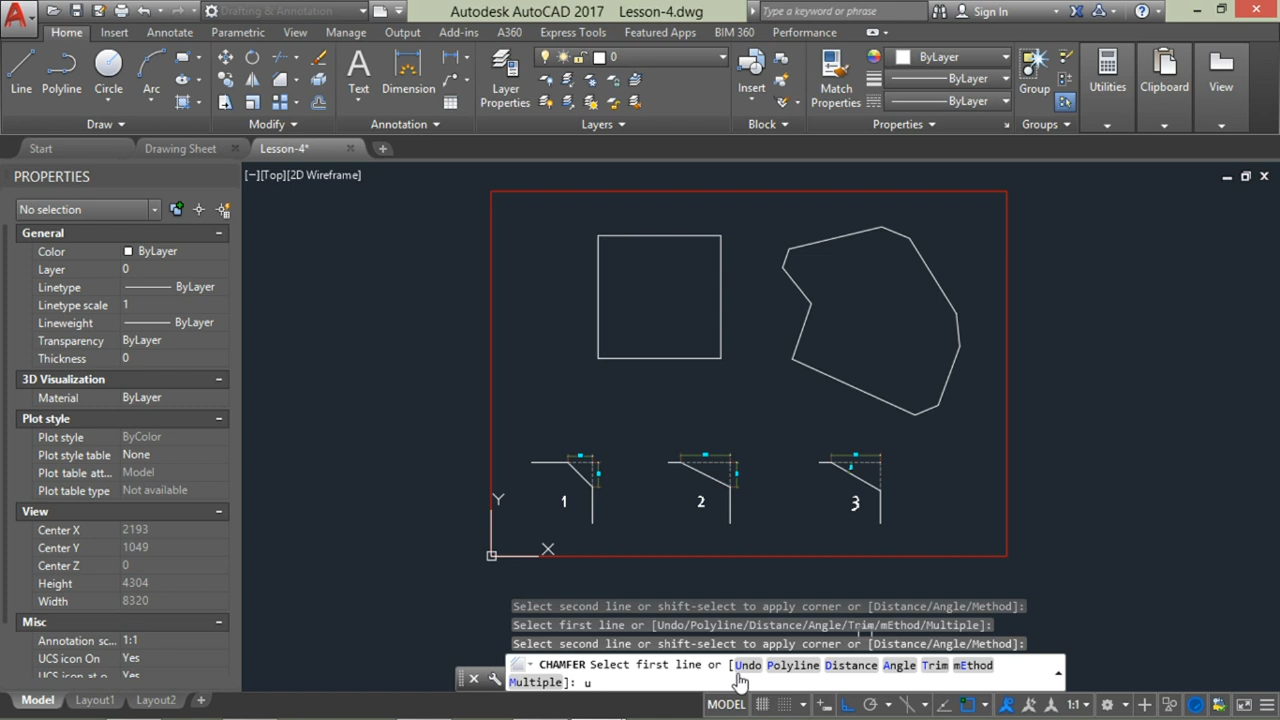 Drafting & Annotation
Autodesk AutoCAD 2017 Lesson-4.dwg
Type a keyword or phrase
Sign In
Home Insert Annotate Parametric View Manage Output Add-ins A360 Express Tools Featured Apps BIM 360 Performance
0
ByLayer
ByLayer
ByLayer
Line Polyline Circle Arc Text Dimension Layer Properties Insert Match Properties Group Utilities Clipboard View
Draw Modify Annotation Layers Block Properties Groups
Start Drawing Sheet Lesson-4*
PROPERTIES
[−][Top][2D Wireframe]
No selection
General
Color ByLayer
Layer 0
Linetype ByLayer
Linetype scale 1
Lineweight ByLayer
Transparency ByLayer
Thickness 0
3D Visualization
Material ByLayer
Plot style
Plot style ByColor
Plot style table None
Plot table att... Model
Plot table type Not available
View
Center X 2193
Center Y 1049
Center Z 0
Height 4304
Width 8320
Misc
Annotation sc... 1:1
UCS icon On Yes
UCS icon at o... Yes
1 2 3
Y
X
Select second line or shift-select to apply corner or [Distance/Angle/Method]:
Select first line or [Undo/Polyline/Distance/Angle/Trim/mEthod/Multiple]:
Select second line or shift-select to apply corner or [Distance/Angle/Method]:
CHAMFER Select first line or [Undo Polyline Distance Angle Trim mEthod
Multiple]: u
Model Layout1 Layout2 +
MODEL 1:1